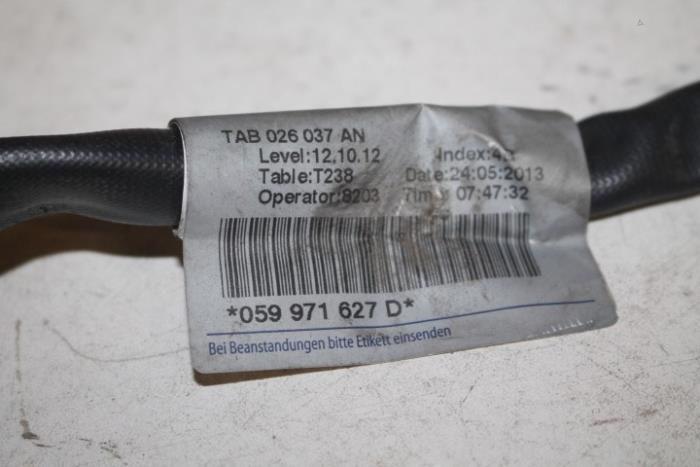 TAB 026 037 AN
Level:12,10.12
Table:T238 Date:24:05:2013
Operator:8203 07:47:32
*059 971 627 D*
Bei Beanstandungen bitte Etikett einsenden